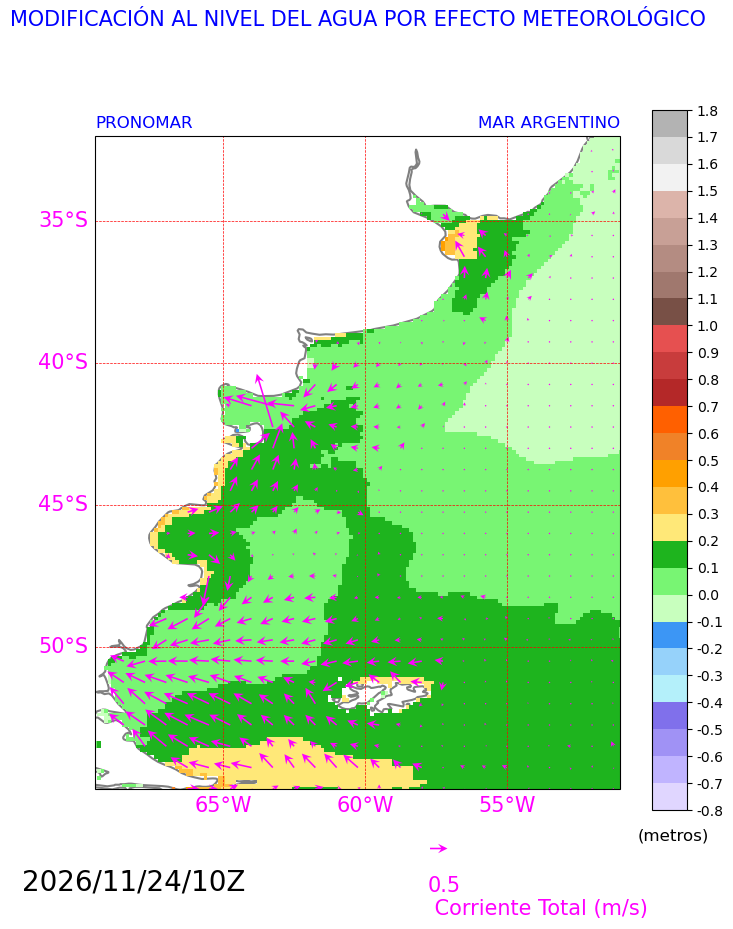 MODIFICACIÓN AL NIVEL DEL AGUA POR EFECTO METEOROLÓGICO
PRONOMAR
MAR ARGENTINO
35°S
40°S
45°S
50°S
65°W
60°W
55°W
1.8
1.7
1.6
1.5
1.4
1.3
1.2
1.1
1.0
0.9
0.8
0.7
0.6
0.5
0.4
0.3
0.2
0.1
0.0
-0.1
-0.2
-0.3
-0.4
-0.5
-0.6
-0.7
-0.8
(metros)
2026/11/24/10Z
0.5
Corriente Total (m/s)